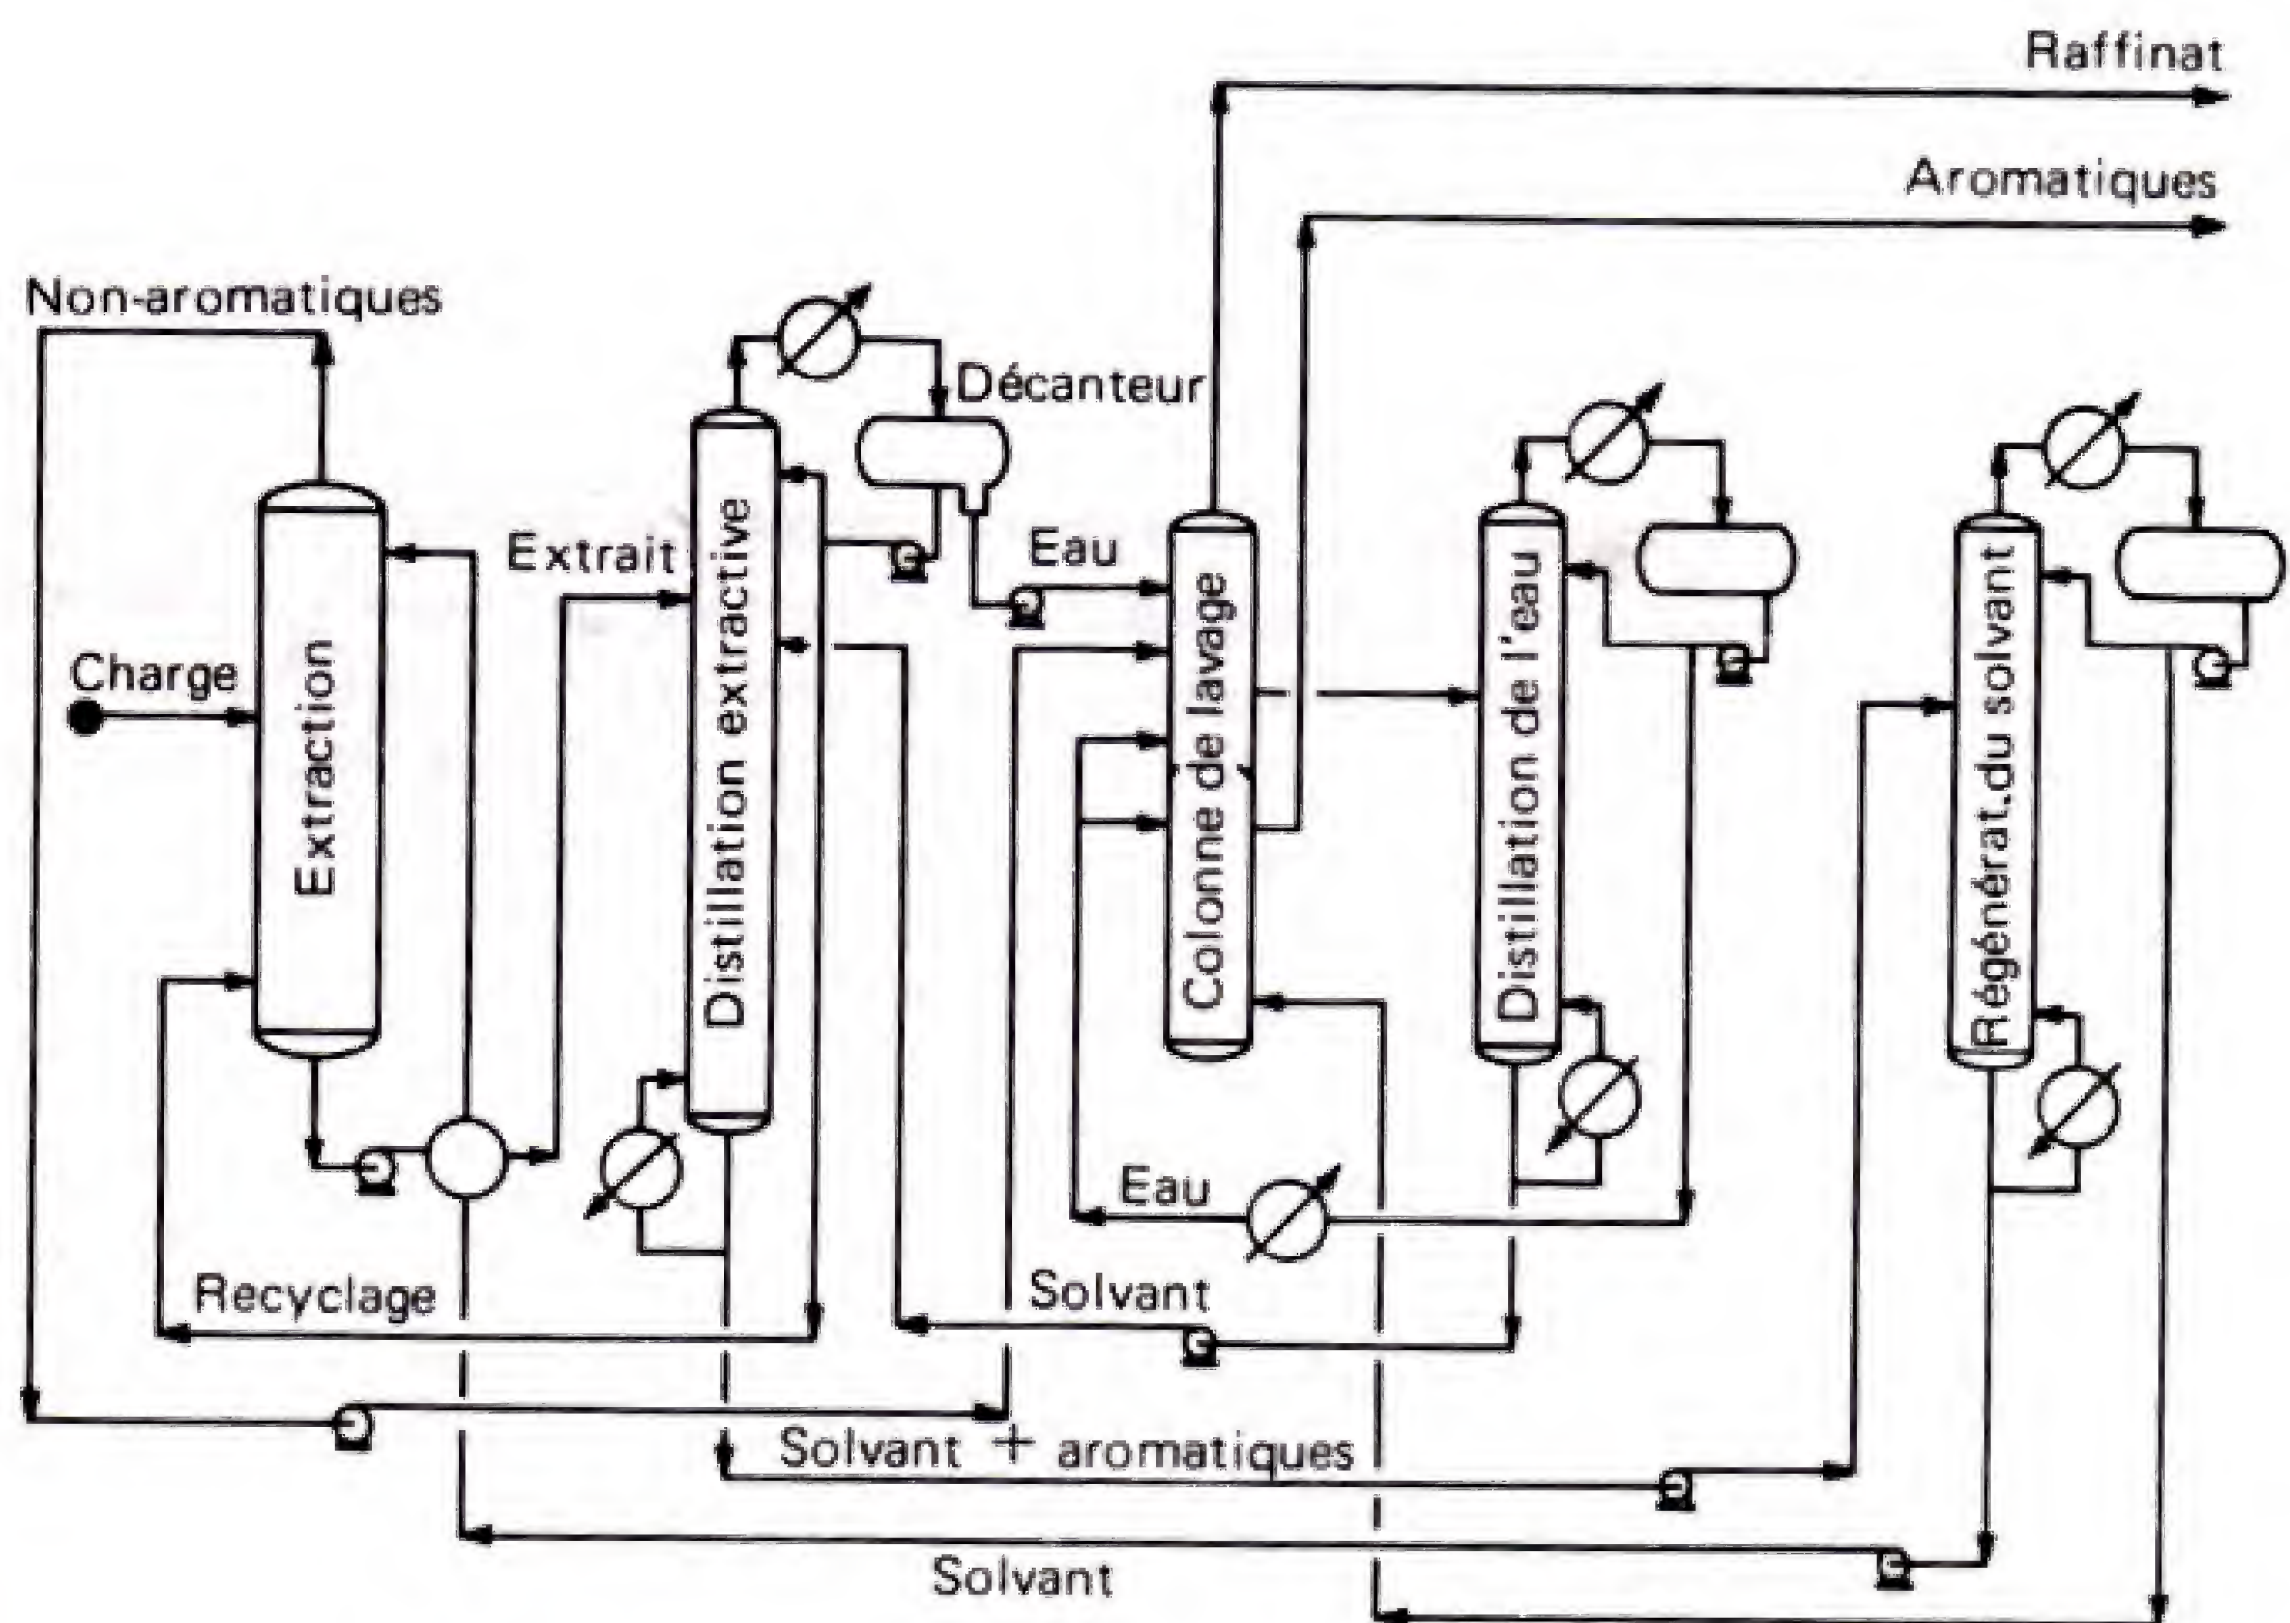 Raffinat
Aromatiques
Non-aromatiques
Décanteur
Extrait
Eau
Charge
Extraction
Distillation extractive
Colonne de lavage
Distillation de l'eau
Régénérat.du solvant
Eau
Recyclage
Solvant
Solvant + aromatiques
Solvant